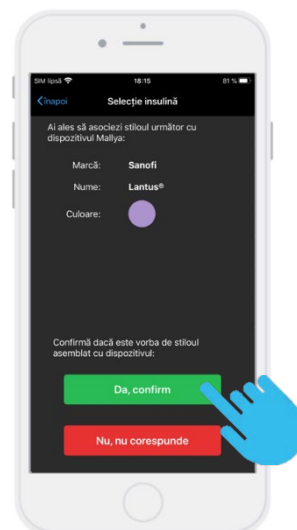 SIM lipsă 18:15 81 %
înapoi Selecție insulină
Ai ales să asociezi stiloul următor cu
dispozitivul Mallya:
Marcă: Sanofi
Nume: Lantus®
Culoare:
Confirmă dacă este vorba de stiloul
asamblat cu dispozitivul:
Da, confirm
Nu, nu corespunde